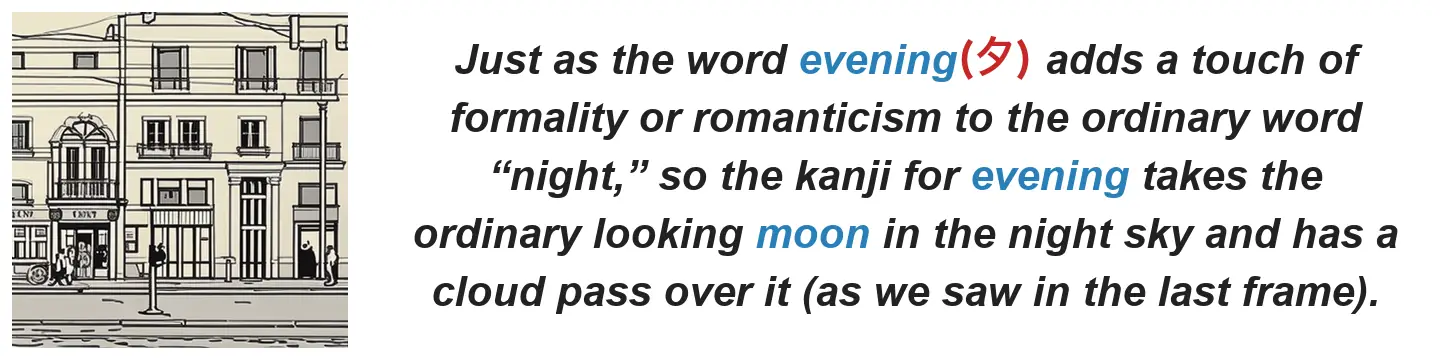 Just as the word evening(夕) adds a touch of
formality or romanticism to the ordinary word
“night,” so the kanji for evening takes the
ordinary looking moon in the night sky and has a
cloud pass over it (as we saw in the last frame).